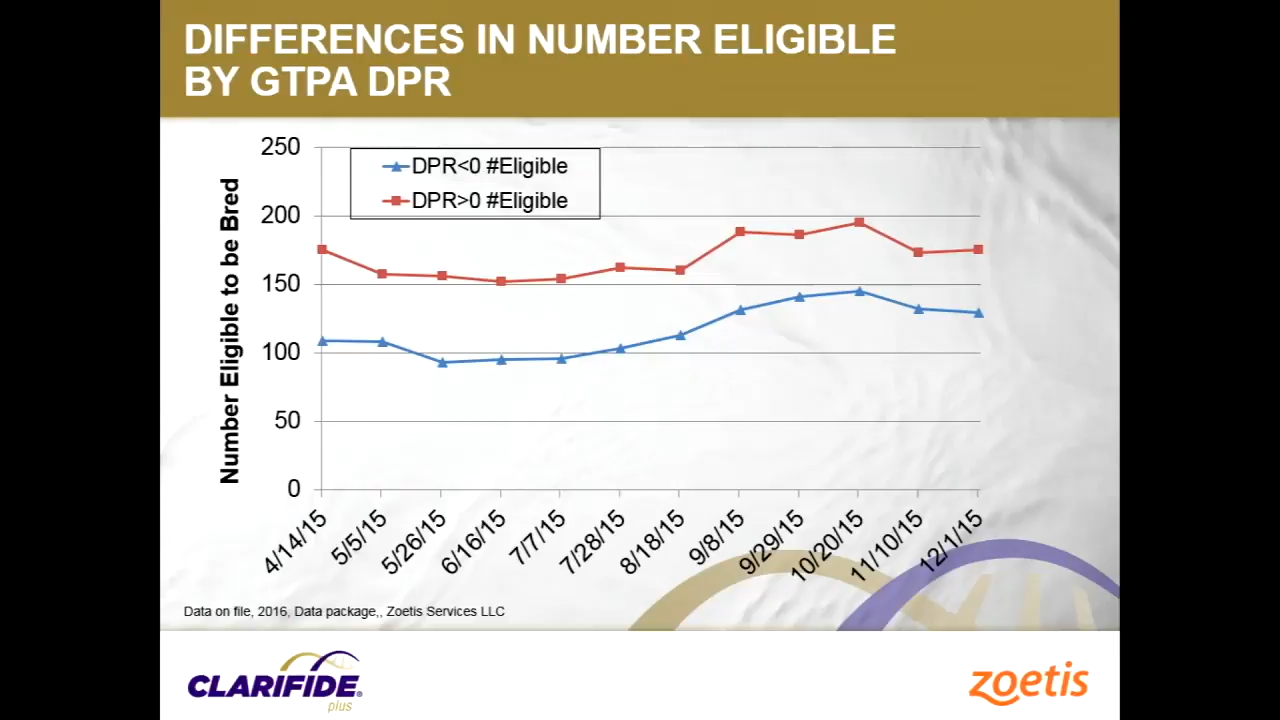 DIFFERENCES IN NUMBER ELIGIBLE
BY GTPA DPR
Number Eligible to be Bred
250
200
150
100
50
0
DPR<0 #Eligible
DPR>0 #Eligible
4/14/15
5/5/15
5/26/15
6/16/15
7/7/15
7/28/15
8/18/15
9/8/15
9/29/15
10/20/15
11/10/15
12/1/15
Data on file, 2016, Data package,, Zoetis Services LLC
CLARIFIDE®
plus
zoetis